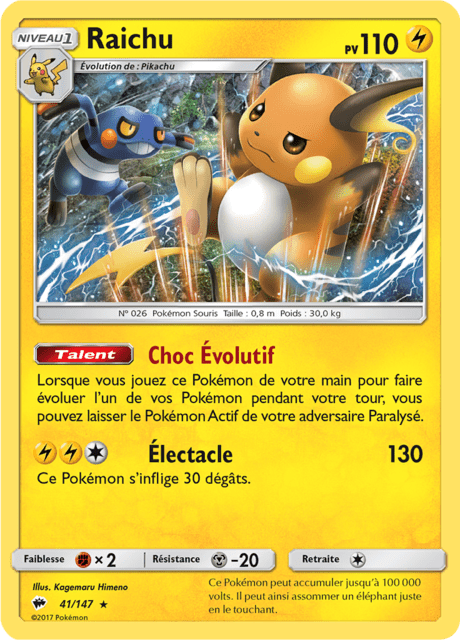 NIVEAU 1 Raichu PV 110
Évolution de : Pikachu
N° 026 Pokémon Souris Taille : 0,8 m Poids : 30,0 kg
Talent Choc Évolutif
Lorsque vous jouez ce Pokémon de votre main pour faire
évoluer l'un de vos Pokémon pendant votre tour, vous
pouvez laisser le Pokémon Actif de votre adversaire Paralysé.
Électacle 130
Ce Pokémon s'inflige 30 dégâts.
Faiblesse ×2 Résistance -20 Retraite
Illus. Kagemaru Himeno
41/147
©2017 Pokémon
Ce Pokémon peut accumuler jusqu'à 100 000
volts. Il peut ainsi assommer un éléphant juste
en le touchant.